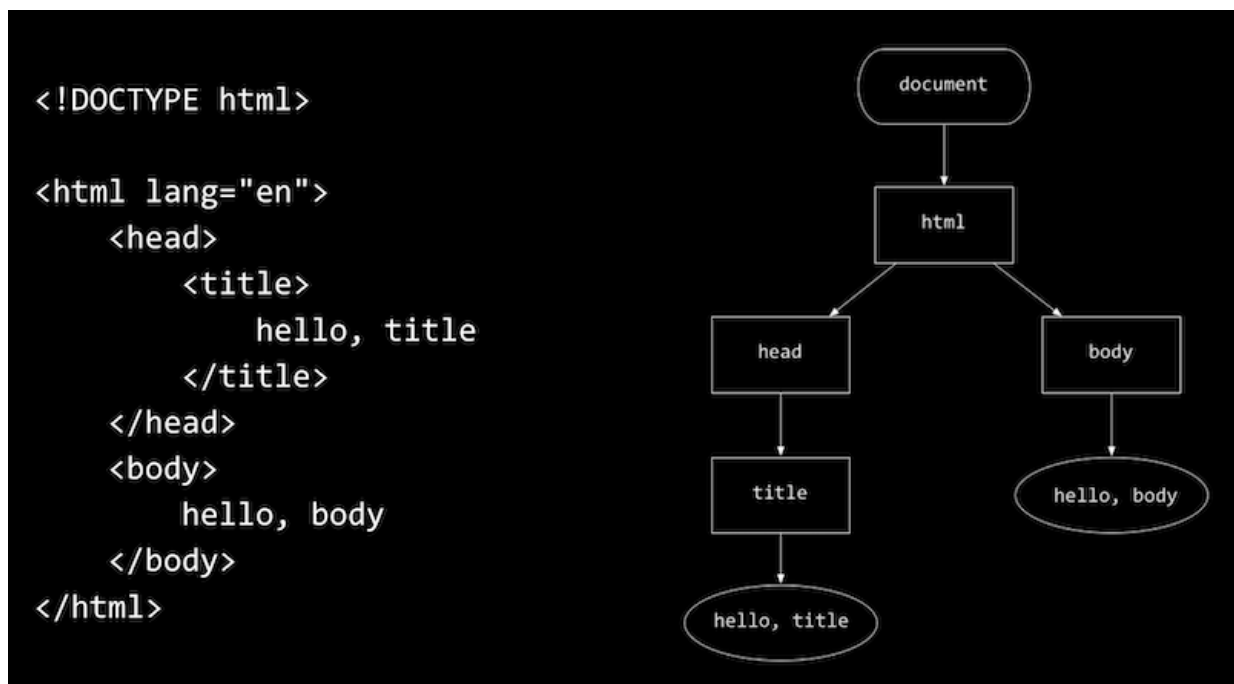 <!DOCTYPE html>
<html lang="en">
<head>
<title>
hello, title
</title>
</head>
<body>
hello, body
</body>
</html>
document
html
head
body
title
hello, body
hello, title